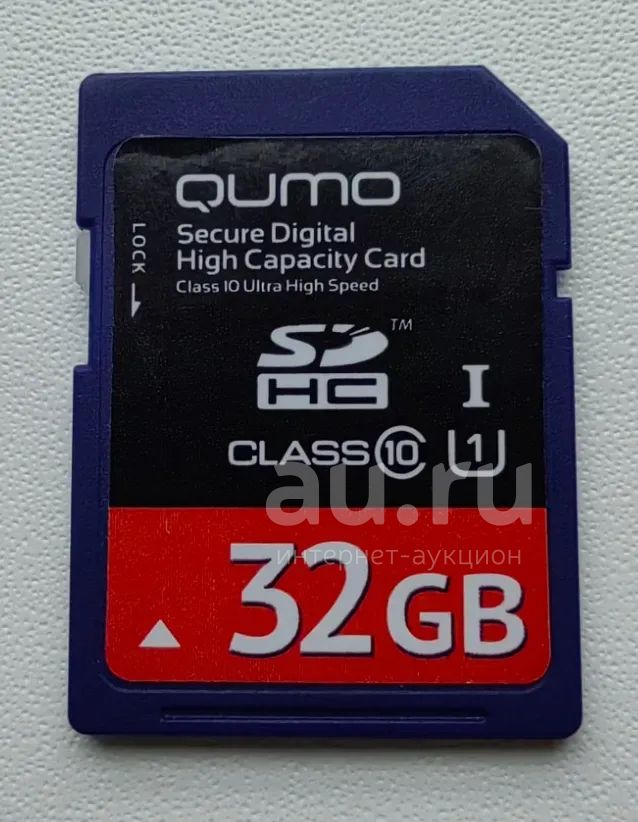 QUMO
Secure Digital
High Capacity Card
Class 10 Ultra High Speed
LOCK
SD™
HC
I
CLASS 10 U1
au.ru
интернет-аукцион
32GB